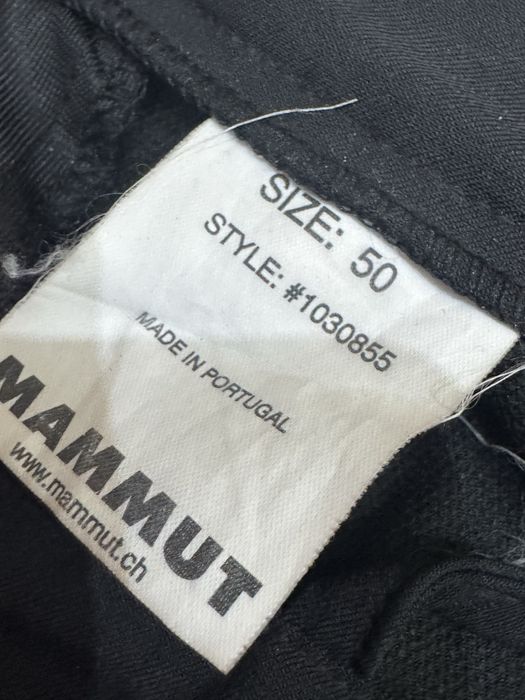 SIZE: 50
STYLE: #1030855
MADE IN PORTUGAL
MAMMUT
www.mammut.ch